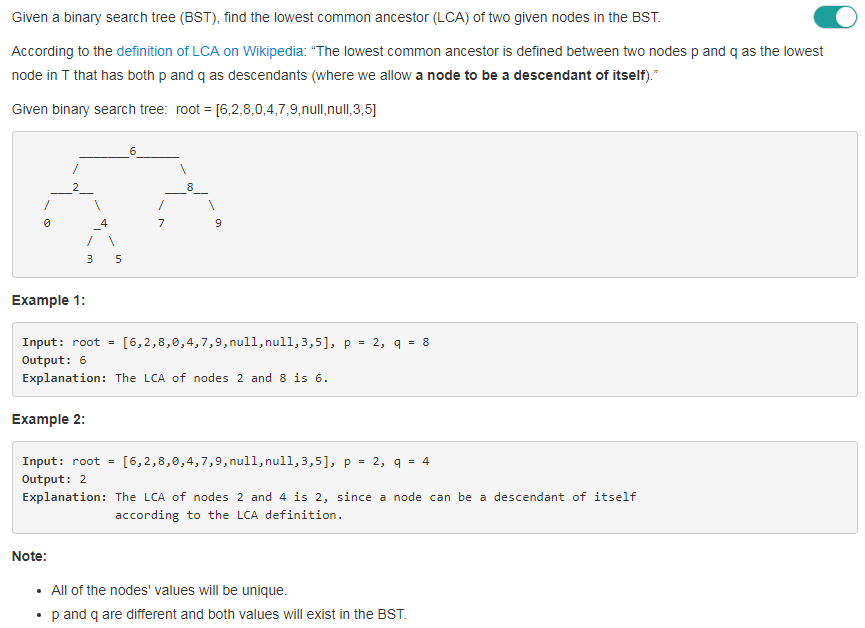 Given a binary search tree (BST), find the lowest common ancestor (LCA) of two given nodes in the BST.
According to the definition of LCA on Wikipedia: “The lowest common ancestor is defined between two nodes p and q as the lowest
node in T that has both p and q as descendants (where we allow a node to be a descendant of itself).”
Given binary search tree:  root = [6,2,8,0,4,7,9,null,null,3,5]
        _______6______
       /              \
    ___2__          ___8__
   /      \        /      \
   0      _4       7       9
         /  \
         3   5
Example 1:
Input: root = [6,2,8,0,4,7,9,null,null,3,5], p = 2, q = 8
Output: 6
Explanation: The LCA of nodes 2 and 8 is 6.
Example 2:
Input: root = [6,2,8,0,4,7,9,null,null,3,5], p = 2, q = 4
Output: 2
Explanation: The LCA of nodes 2 and 4 is 2, since a node can be a descendant of itself
             according to the LCA definition.
Note:
• All of the nodes' values will be unique.
• p and q are different and both values will exist in the BST.